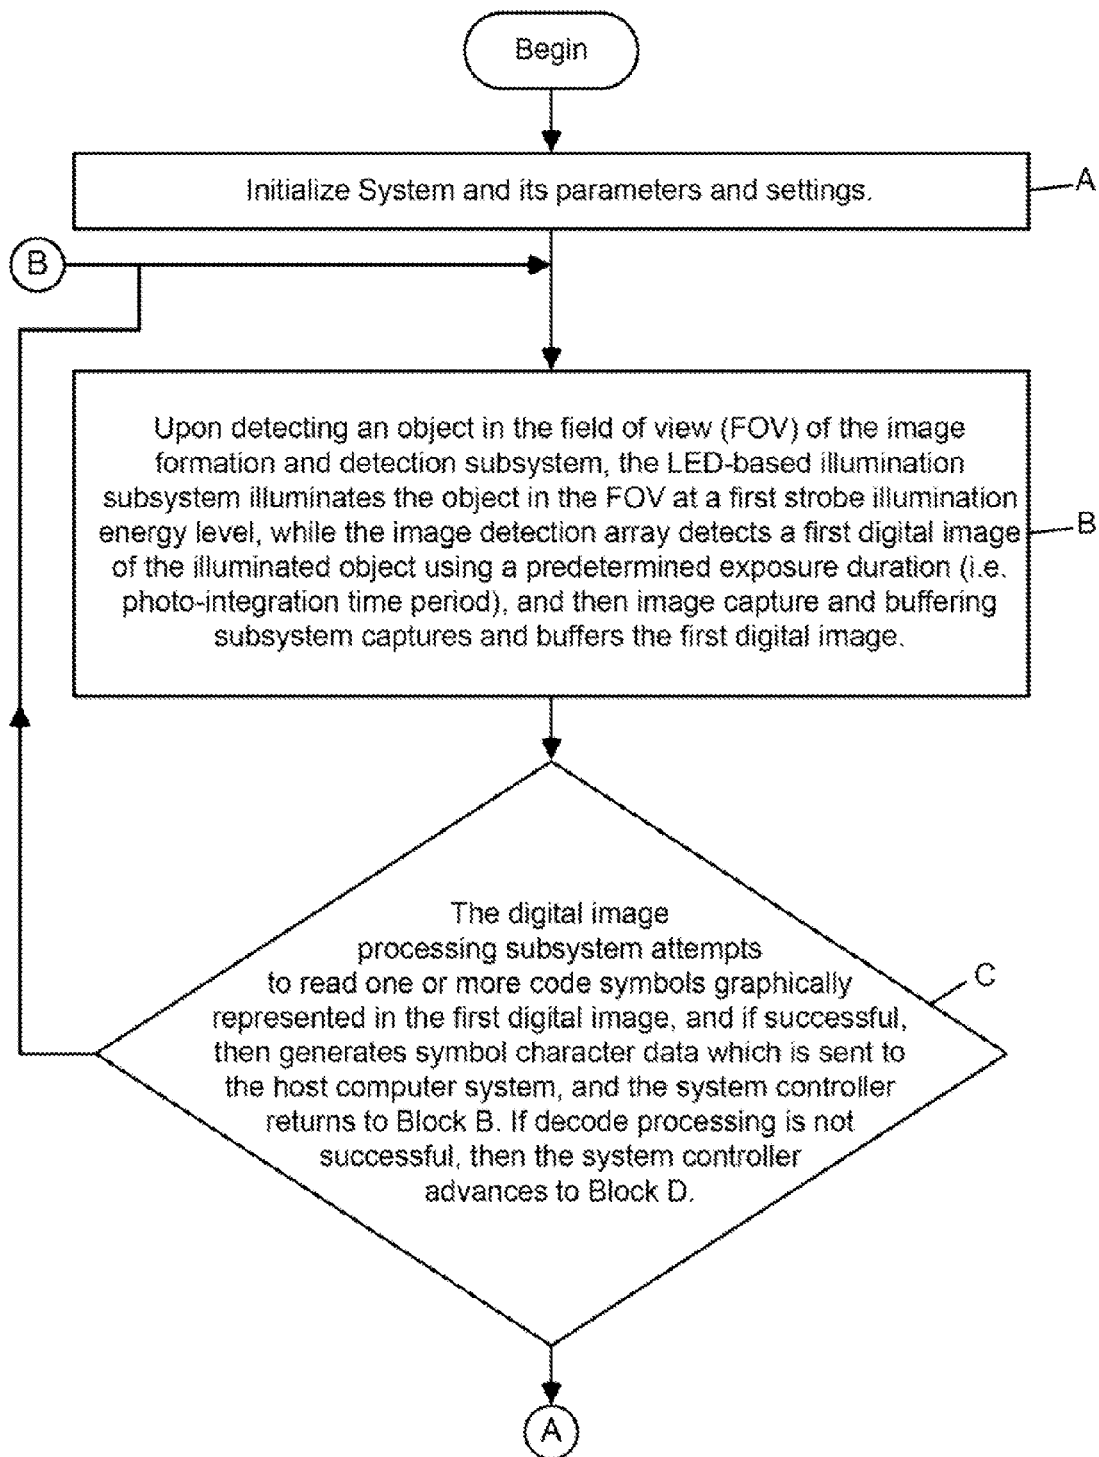 Begin
Initialize System and its parameters and settings.
A
B
Upon detecting an object in the field of view (FOV) of the image
formation and detection subsystem, the LED-based illumination
subsystem illuminates the object in the FOV at a first strobe illumination
energy level, while the image detection array detects a first digital image
of the illuminated object using a predetermined exposure duration (i.e.
photo-integration time period), and then image capture and buffering
subsystem captures and buffers the first digital image.
B
The digital image
processing subsystem attempts
to read one or more code symbols graphically
represented in the first digital image, and if successful,
then generates symbol character data which is sent to
the host computer system, and the system controller
returns to Block B. If decode processing is not
successful, then the system controller
advances to Block D.
C
A